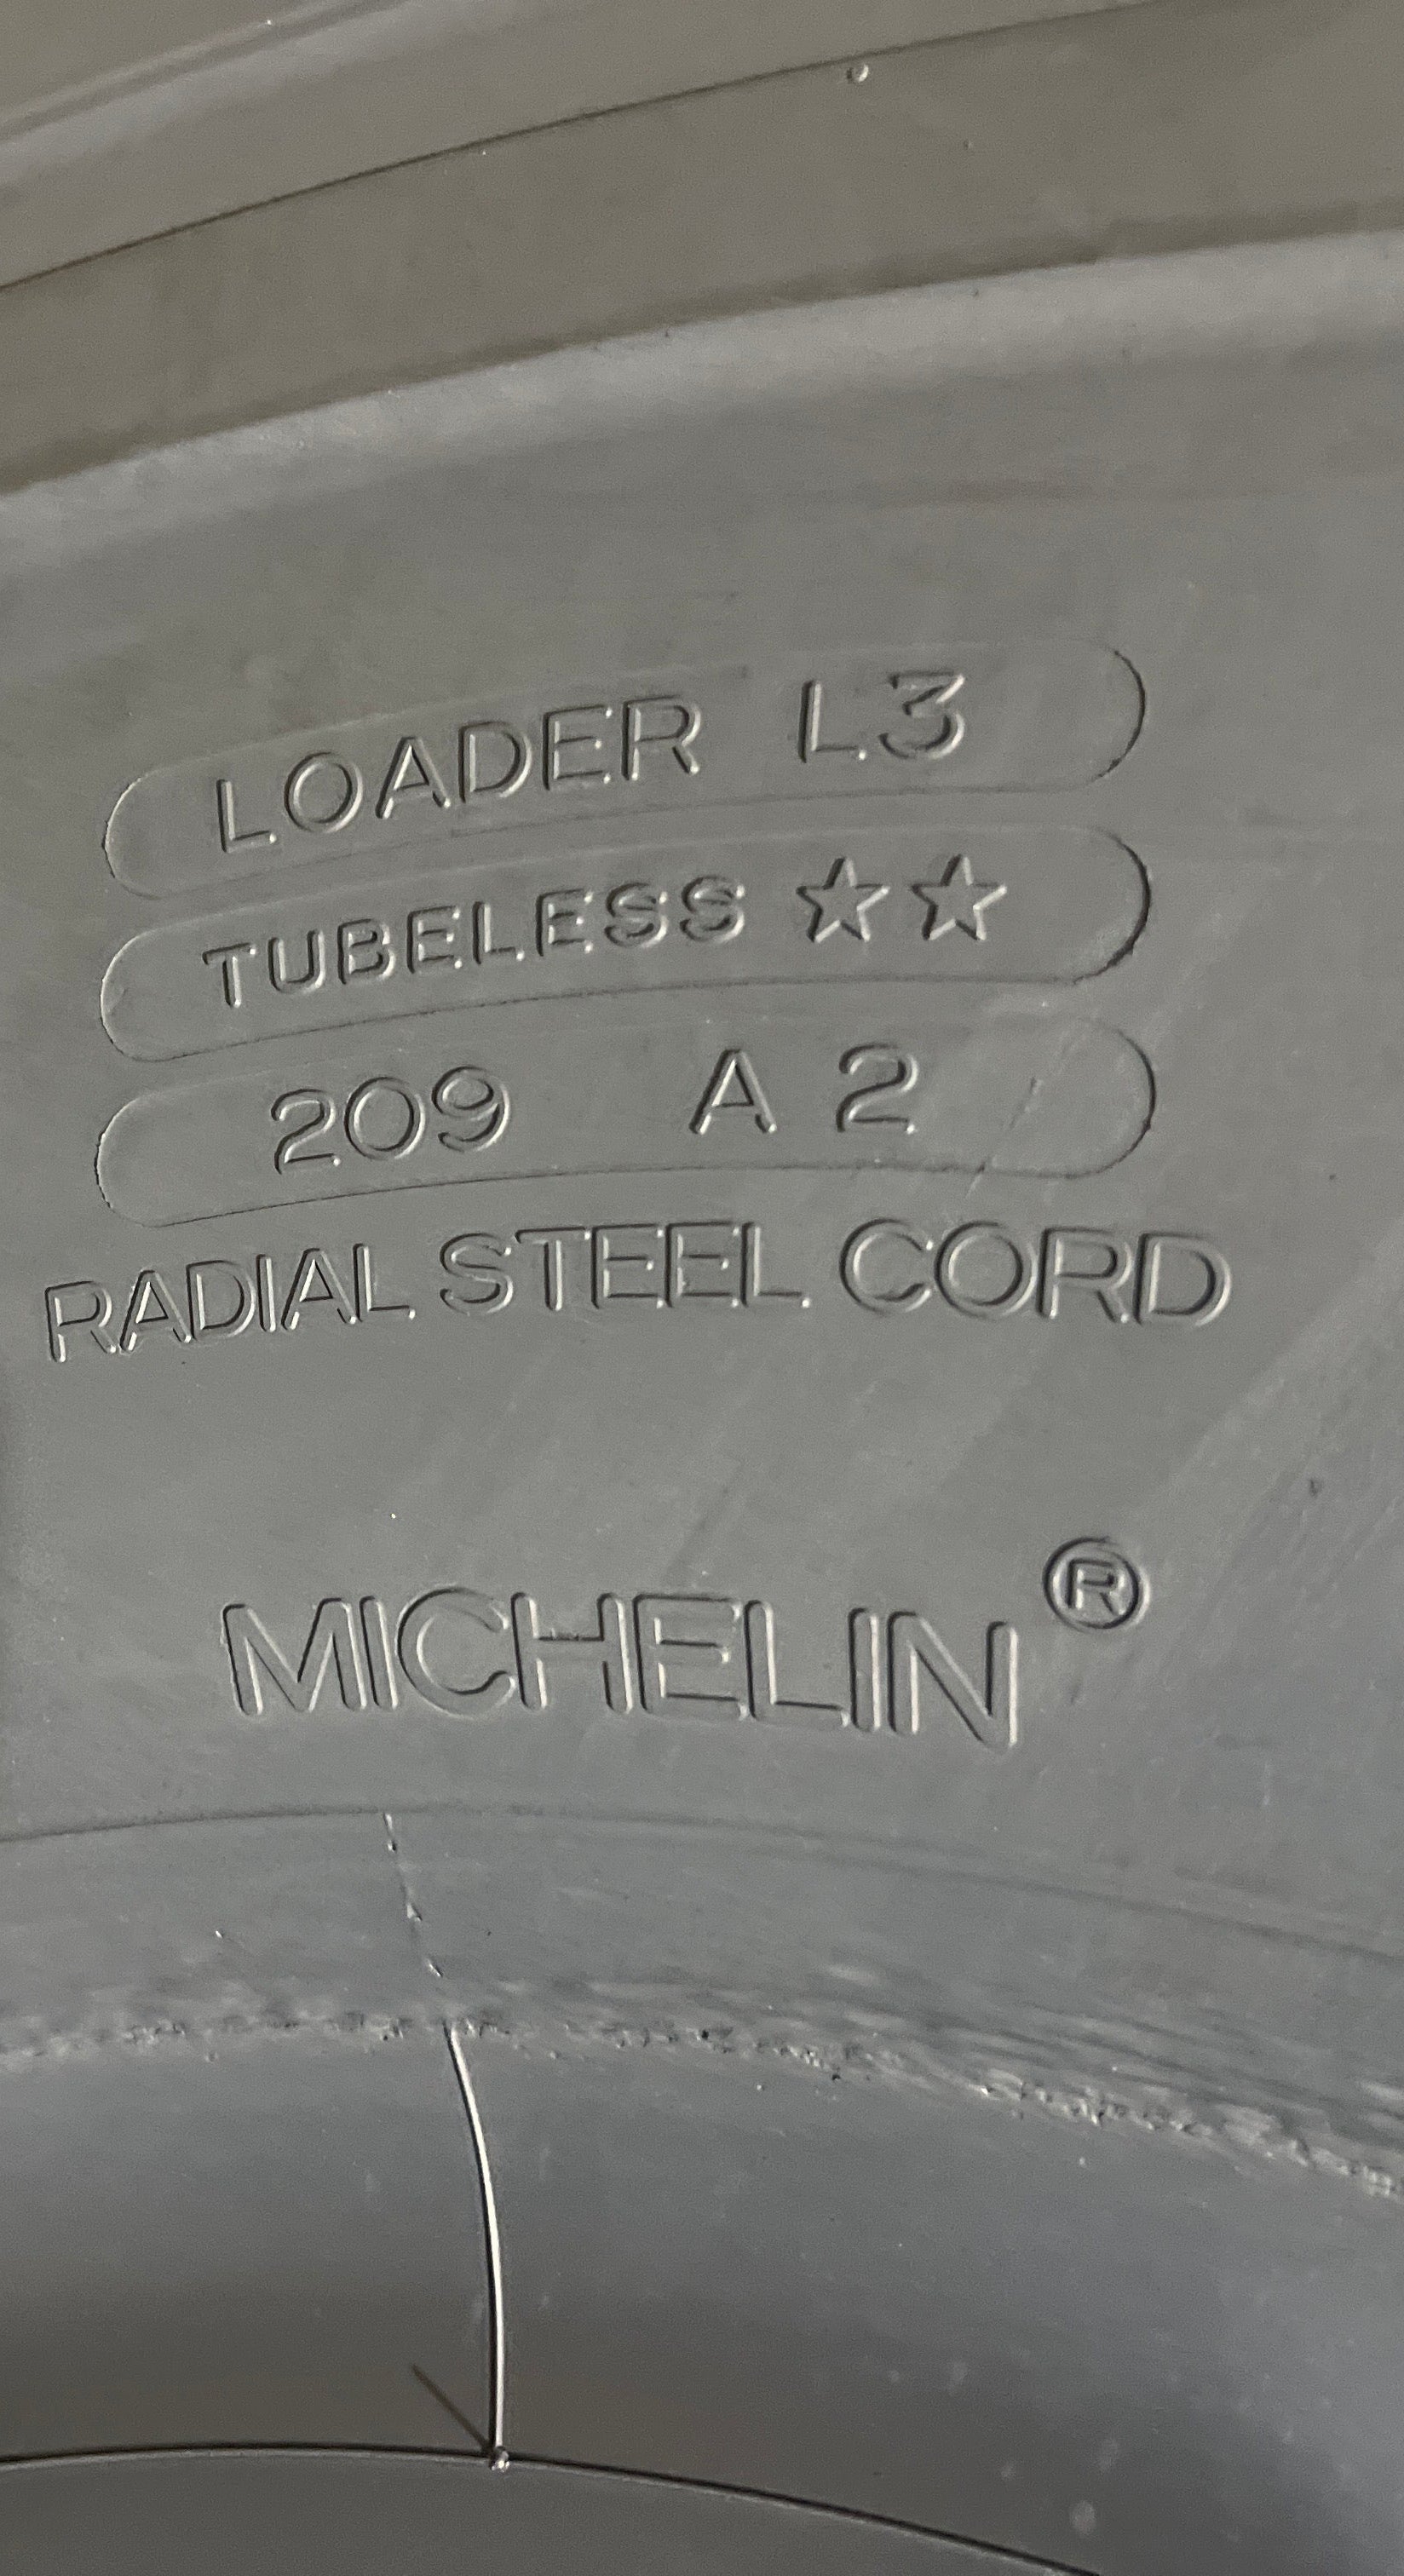 LOADER L3
TUBELESS ☆☆
209 A 2
RADIAL STEEL CORD
MICHELIN®